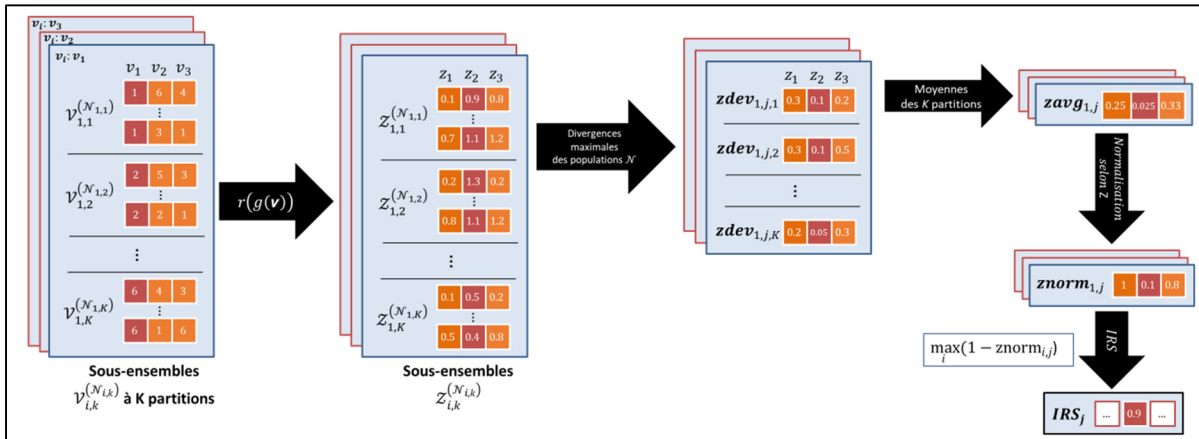 v_i: v_3
v_i: v_2
v_i: v_1
v_1 v_2 v_3
𝒱_{1,1}^{(𝒩_{1,1})}
1 6 4
⋮
1 3 1
𝒱_{1,2}^{(𝒩_{1,2})}
2 5 3
⋮
2 2 1
⋮
𝒱_{1,K}^{(𝒩_{1,K})}
6 4 3
⋮
6 1 6
Sous-ensembles
𝒱_{i,k}^{(𝒩_{i,k})} à K partitions
r(g(v))
z_1 z_2 z_3
𝒵_{1,1}^{(𝒩_{1,1})}
0.1 0.9 0.8
⋮
0.7 1.1 1.2
𝒵_{1,2}^{(𝒩_{1,2})}
0.2 1.3 0.2
⋮
0.8 1.1 1.2
⋮
𝒵_{1,K}^{(𝒩_{1,K})}
0.1 0.5 0.2
⋮
0.5 0.4 0.8
Sous-ensembles
𝒵_{i,k}^{(𝒩_{i,k})}
Divergences
maximales
des populations 𝒩
z_1 z_2 z_3
zdev_{1,j,1} 0.3 0.1 0.2
zdev_{1,j,2} 0.3 0.1 0.5
⋮
zdev_{1,j,K} 0.2 0.05 0.3
Moyennes
des K partitions
zavg_{1,j} 0.25 0.025 0.33
Normalisation
selon Z
znorm_{1,j} 1 0.1 0.8
max_i(1 − znorm_{i,j})
IRS
IRS_j ... 0.9 ...